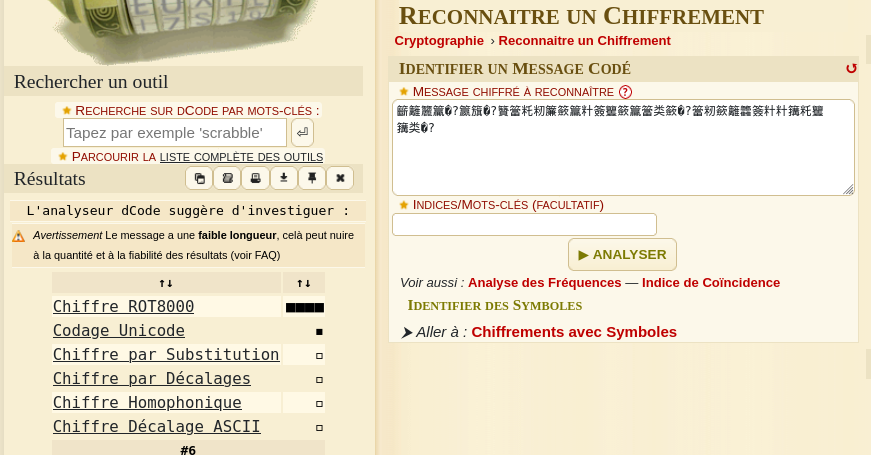 Rechercher un outil
Recherche sur dCode par mots-clés :
Tapez par exemple 'scrabble'
Parcourir la liste complète des outils
Résultats
L'analyseur dCode suggère d'investiguer :
Avertissement Le message a une faible longueur, celà peut nuire
à la quantité et à la fiabilité des résultats (voir FAQ)
↑↓ ↑↓
Chiffre ROT8000 ■■■■
Codage Unicode ▪
Chiffre par Substitution ▫
Chiffre par Décalages ▫
Chiffre Homophonique ▫
Chiffre Décalage ASCII ▫
#6
Reconnaitre un Chiffrement
Cryptographie › Reconnaitre un Chiffrement
Identifier un Message Codé
Message chiffré à reconnaître ?
Indices/Mots-clés (facultatif)
▶ ANALYSER
Voir aussi : Analyse des Fréquences — Indice de Coïncidence
Identifier des Symboles
⮞ Aller à : Chiffrements avec Symboles